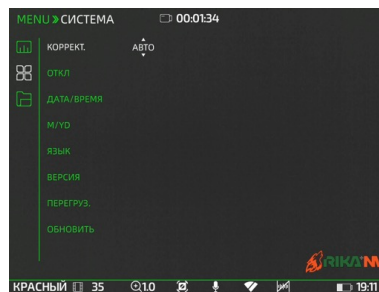 MENU » СИСТЕМА 00:01:34
КОРРЕКТ. АВТО
ОТКЛ
ДАТА/ВРЕМЯ
M/YD
ЯЗЫК
ВЕРСИЯ
ПЕРЕГРУЗ.
ОБНОВИТЬ
RIKA'NV
КРАСНЫЙ 35 1.0 19:11